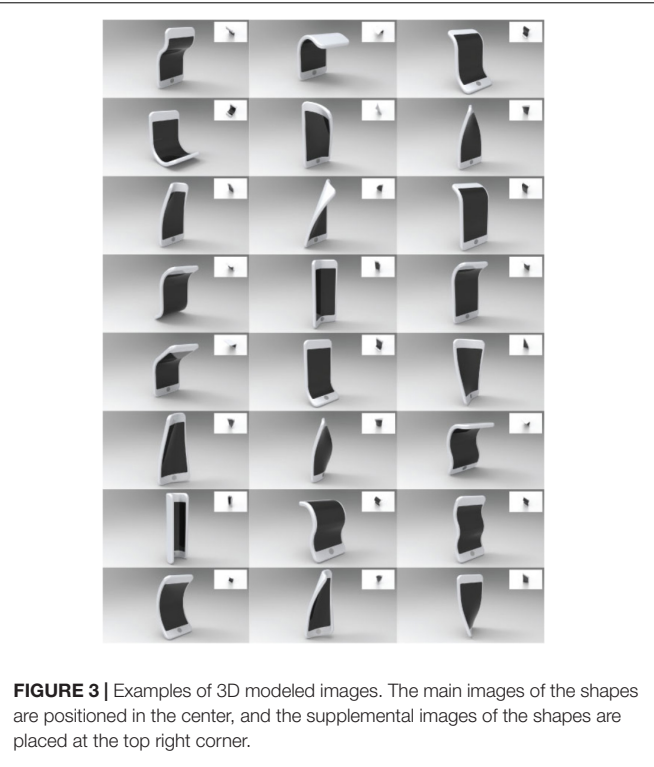 FIGURE 3 | Examples of 3D modeled images. The main images of the shapes
are positioned in the center, and the supplemental images of the shapes are
placed at the top right corner.